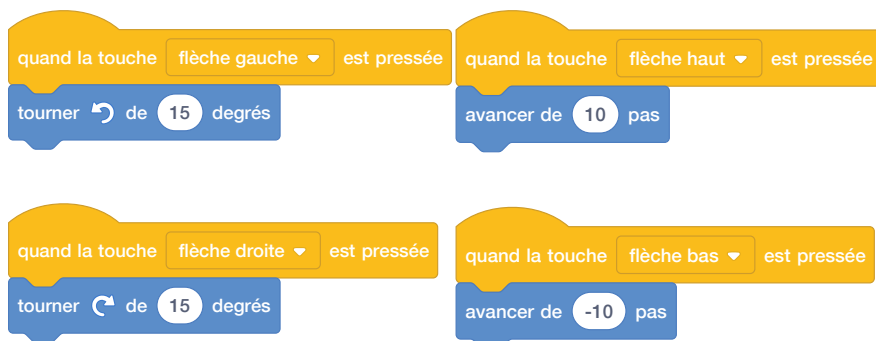 quand la touche flèche gauche est pressée
tourner de 15 degrés
quand la touche flèche haut est pressée
avancer de 10 pas
quand la touche flèche droite est pressée
tourner de 15 degrés
quand la touche flèche bas est pressée
avancer de -10 pas